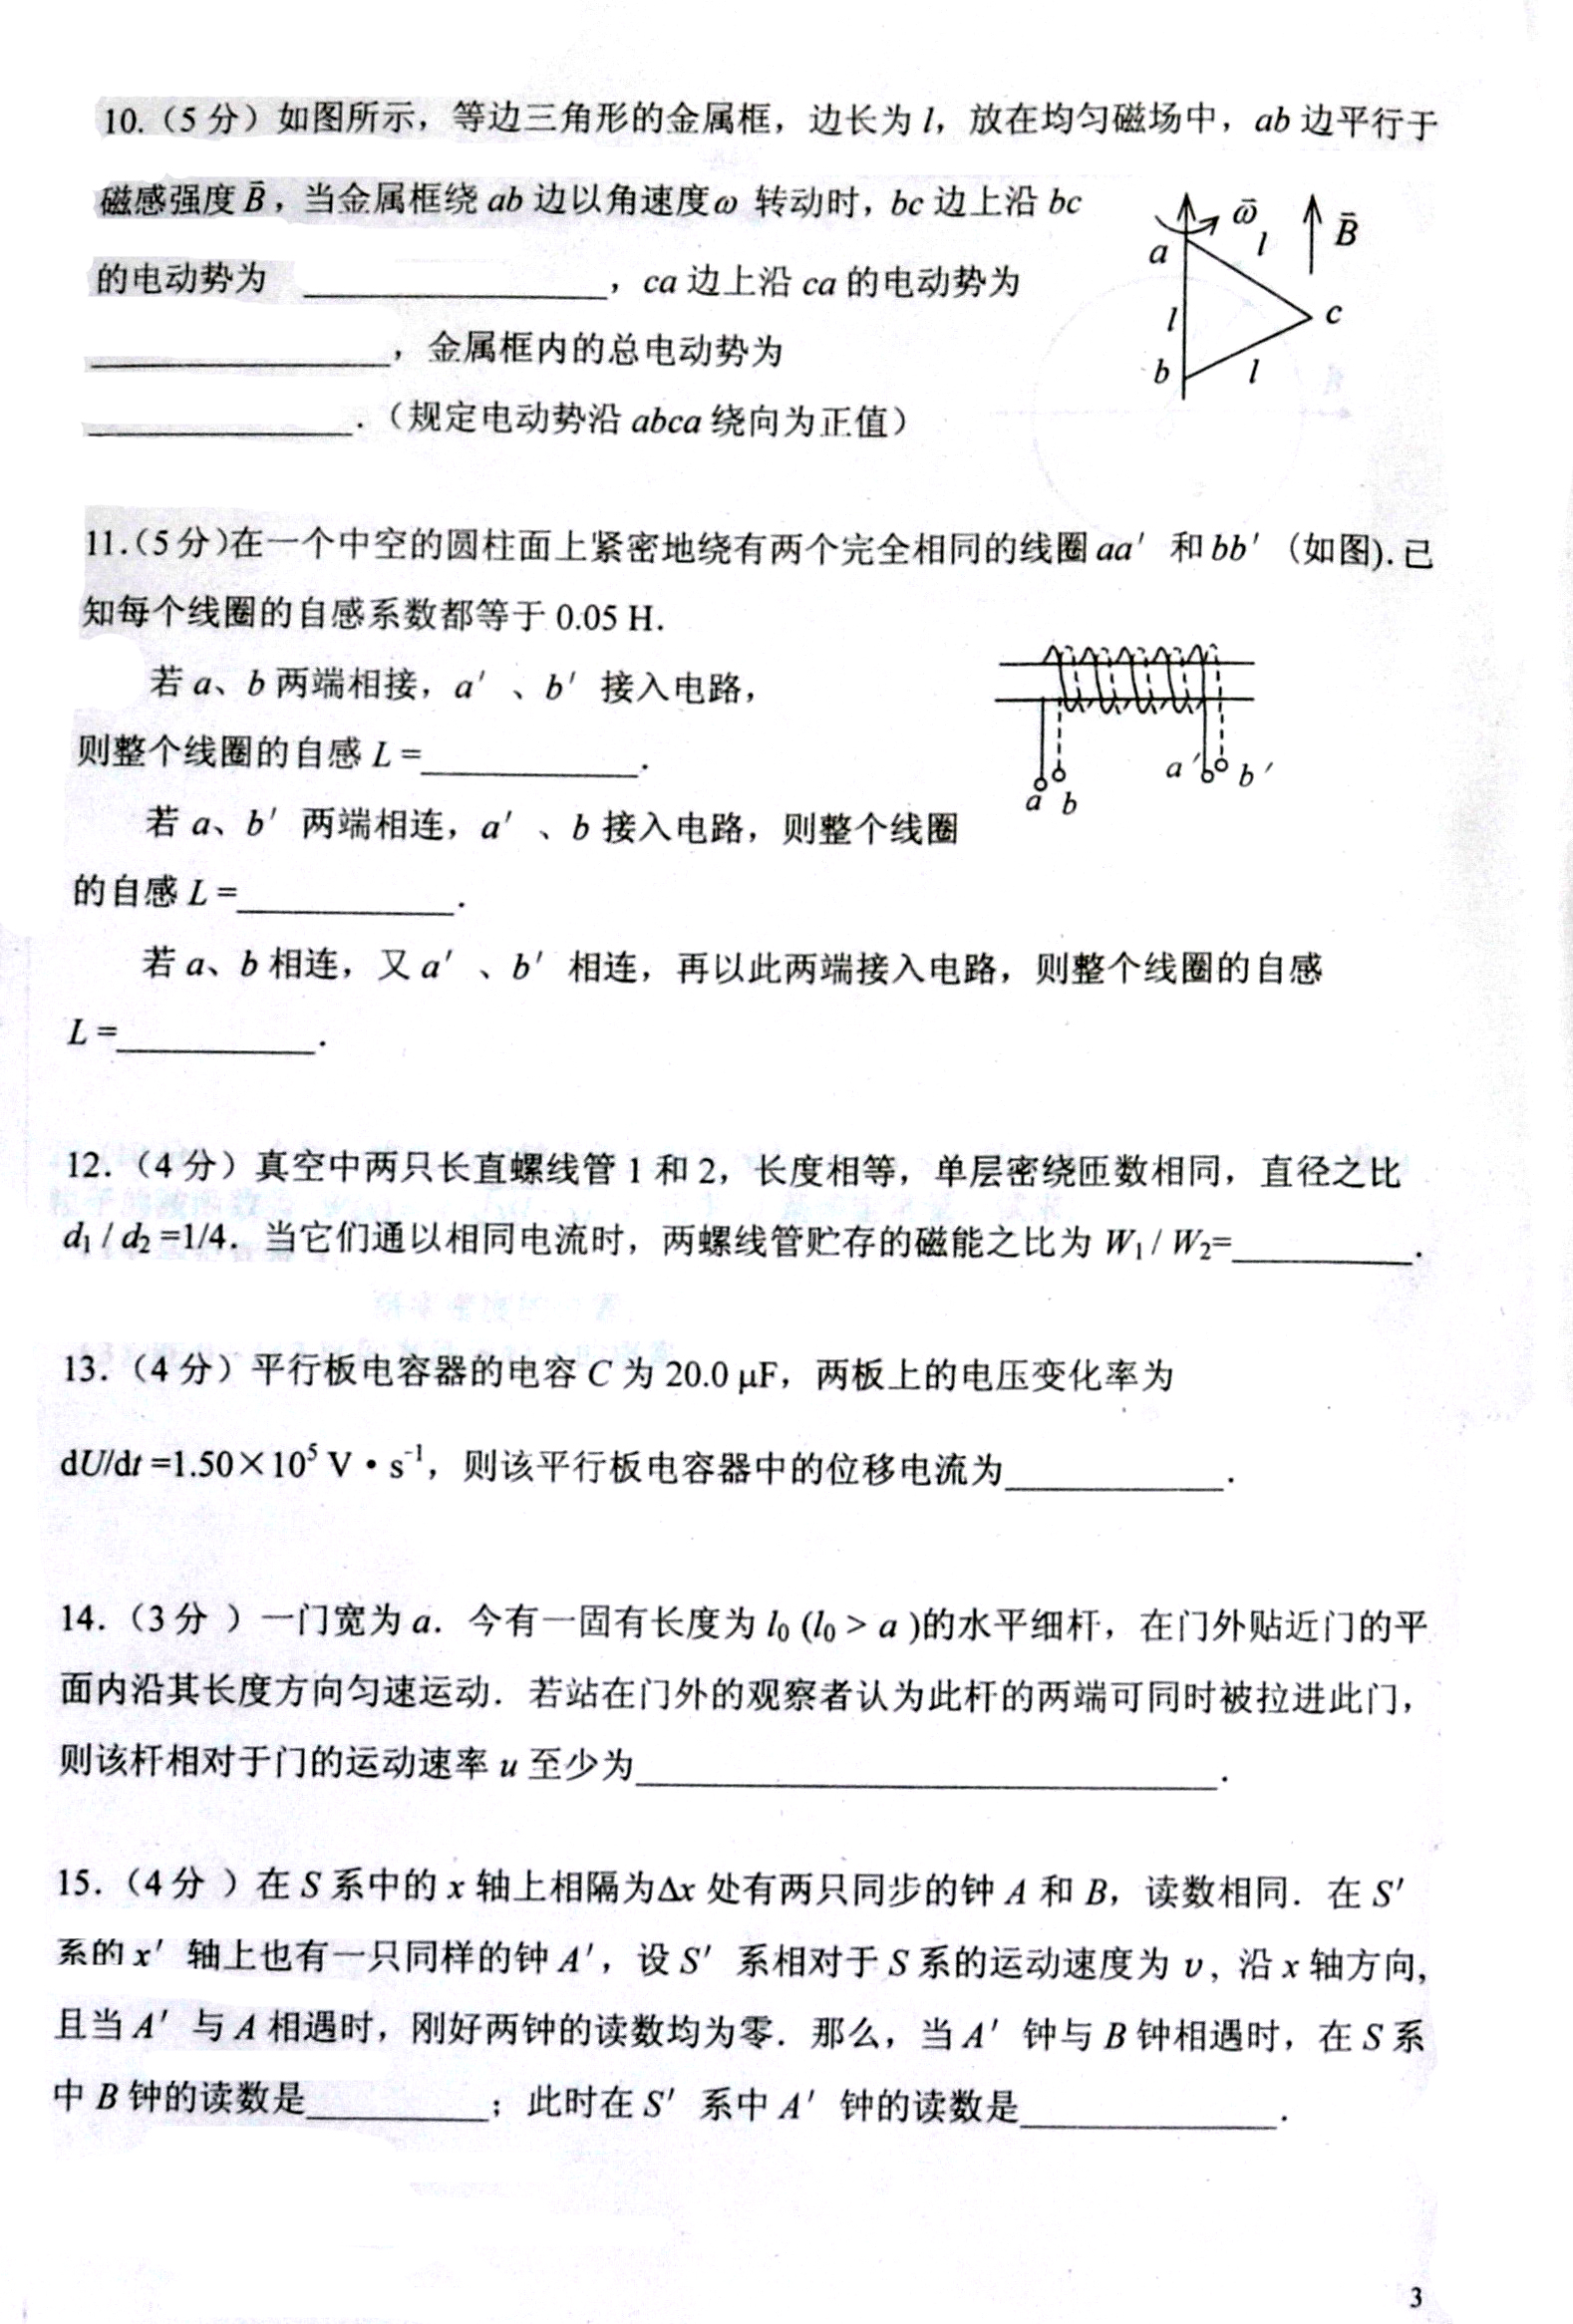 10.（5 分）如图所示，等边三角形的金属框，边长为 l，放在均匀磁场中，ab 边平行于
磁感强度 B̄，当金属框绕 ab 边以角速度ω 转动时，bc 边上沿 bc
的电动势为 ＿＿＿＿＿＿，ca 边上沿 ca 的电动势为
＿＿＿＿＿＿，金属框内的总电动势为
＿＿＿＿＿＿．（规定电动势沿 abca 绕向为正值）
ω̄
B̄
a
l
l
c
b
l
11.（5 分）在一个中空的圆柱面上紧密地绕有两个完全相同的线圈 aa′ 和 bb′（如图）. 已
知每个线圈的自感系数都等于 0.05 H.
若 a、b 两端相接，a′ 、b′ 接入电路，
则整个线圈的自感 L =＿＿＿＿＿＿.
若 a、b′ 两端相连，a′ 、b 接入电路，则整个线圈
的自感 L =＿＿＿＿＿＿.
若 a、b 相连，又 a′ 、b′ 相连，再以此两端接入电路，则整个线圈的自感
L =＿＿＿＿＿＿.
a b
a′ b′
12.（4 分）真空中两只长直螺线管 1 和 2，长度相等，单层密绕匝数相同，直径之比
d₁ / d₂ =1/4．当它们通以相同电流时，两螺线管贮存的磁能之比为 W₁ / W₂=＿＿＿＿＿.
13.（4 分）平行板电容器的电容 C 为 20.0 μF，两板上的电压变化率为
dU/dt =1.50×10⁵ V·s⁻¹，则该平行板电容器中的位移电流为＿＿＿＿＿＿.
14.（3 分 ）一门宽为 a．今有一固有长度为 l₀ (l₀ > a )的水平细杆，在门外贴近门的平
面内沿其长度方向匀速运动．若站在门外的观察者认为此杆的两端可同时被拉进此门，
则该杆相对于门的运动速率 u 至少为＿＿＿＿＿＿＿＿＿＿＿＿.
15.（4 分 ）在 S 系中的 x 轴上相隔为Δx 处有两只同步的钟 A 和 B，读数相同．在 S′
系的 x′ 轴上也有一只同样的钟 A′，设 S′ 系相对于 S 系的运动速度为 v, 沿 x 轴方向,
且当 A′ 与 A 相遇时，刚好两钟的读数均为零．那么，当 A′ 钟与 B 钟相遇时，在 S 系
中 B 钟的读数是＿＿＿＿＿；此时在 S′ 系中 A′ 钟的读数是＿＿＿＿＿＿＿.
3